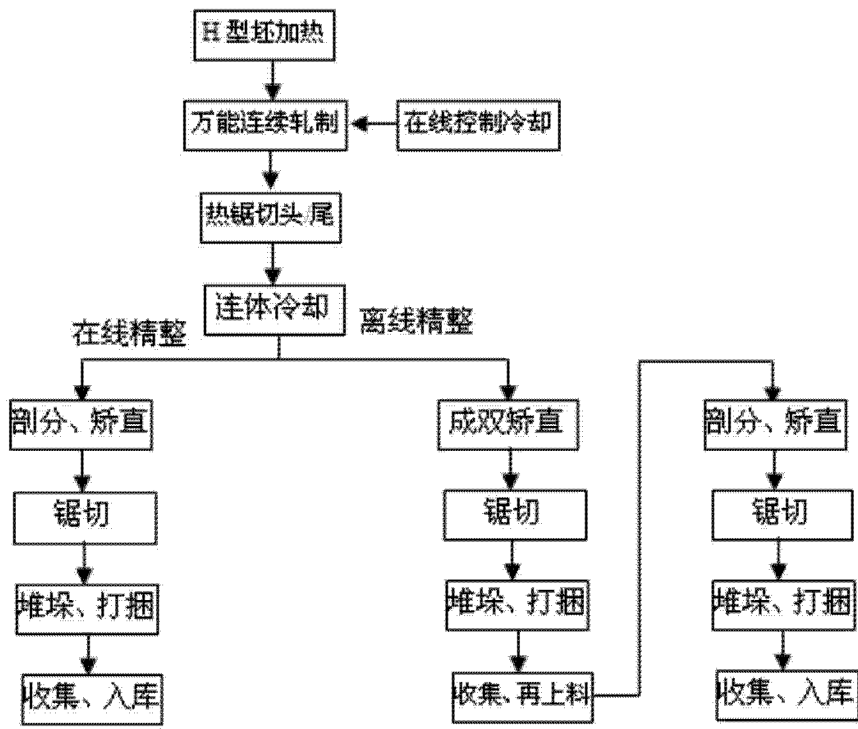 H型坯加热
万能连续轧制
在线控制冷却
热锯切头/尾
连体冷却
在线精整
离线精整
剖分、矫直
锯切
堆垛、打捆
收集、入库
成双矫直
锯切
堆垛、打捆
收集、再上料
剖分、矫直
锯切
堆垛、打捆
收集、入库